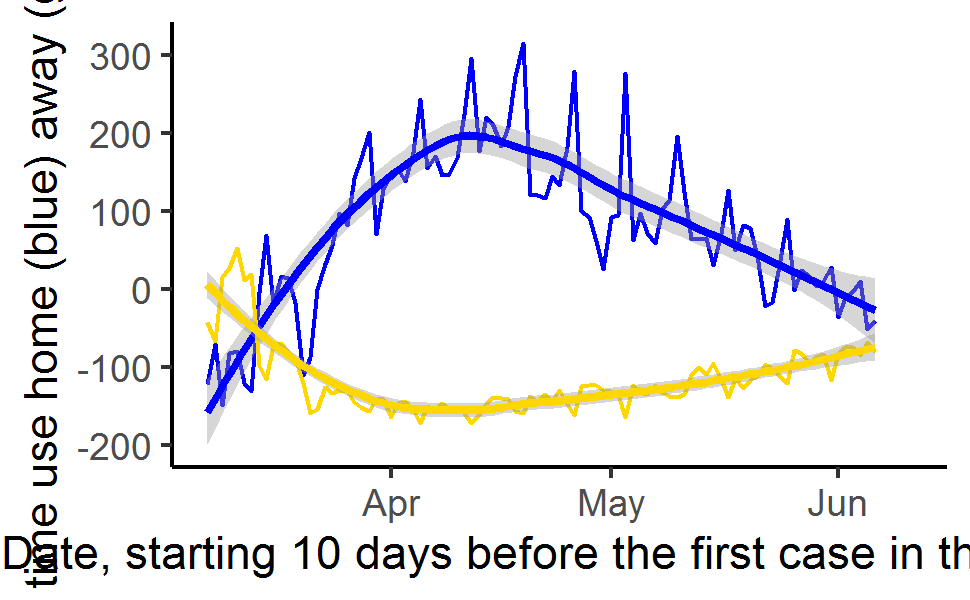 time use home (blue) away (
300
200
100
0
-100
-200
Apr May Jun
Date, starting 10 days before the first case in th